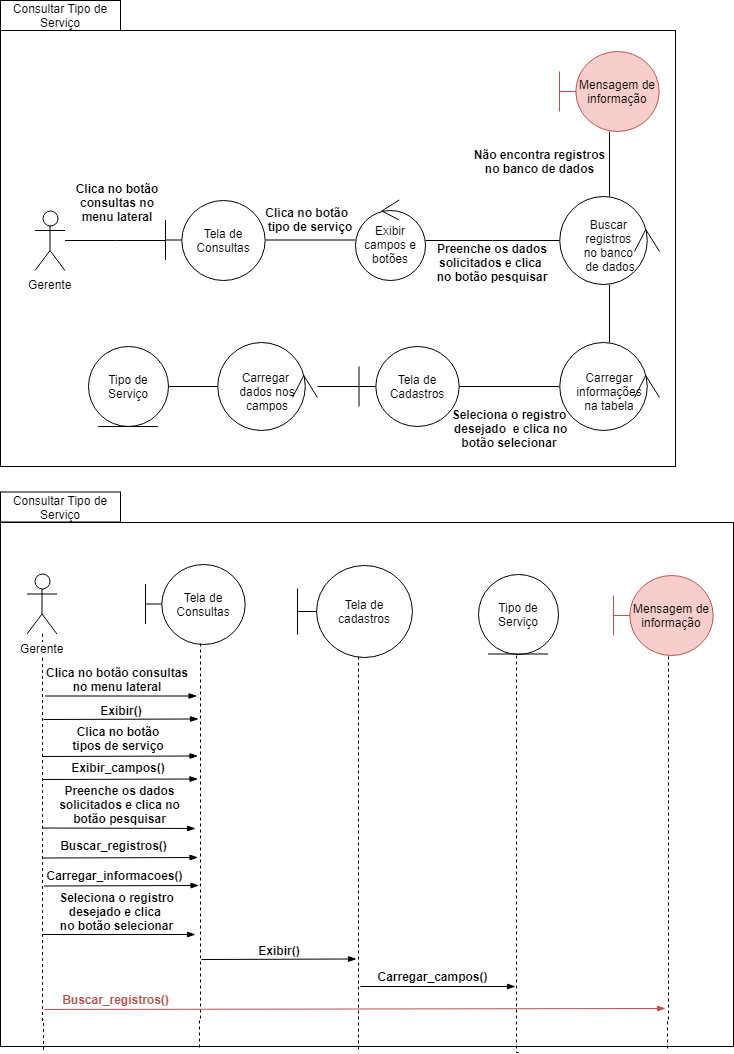 Consultar Tipo de
Serviço
Mensagem de
informação
Não encontra registros
no banco de dados
Clica no botão
consultas no
menu lateral
Gerente
Tela de
Consultas
Clica no botão
tipo de serviço
Exibir
campos e
botões
Preenche os dados
solicitados e clica
no botão pesquisar
Buscar
registros
no banco
de dados
Tipo de
Serviço
Carregar
dados nos
campos
Tela de
Cadastros
Seleciona o registro
desejado e clica no
botão selecionar
Carregar
informações
na tabela
Consultar Tipo de
Serviço
Gerente
Tela de
Consultas
Tela de
cadastros
Tipo de
Serviço
Mensagem de
informação
Clica no botão consultas
no menu lateral
Exibir()
Clica no botão
tipos de serviço
Exibir_campos()
Preenche os dados
solicitados e clica no
botão pesquisar
Buscar_registros()
Carregar_informacoes()
Seleciona o registro
desejado e clica
no botão selecionar
Exibir()
Carregar_campos()
Buscar_registros()